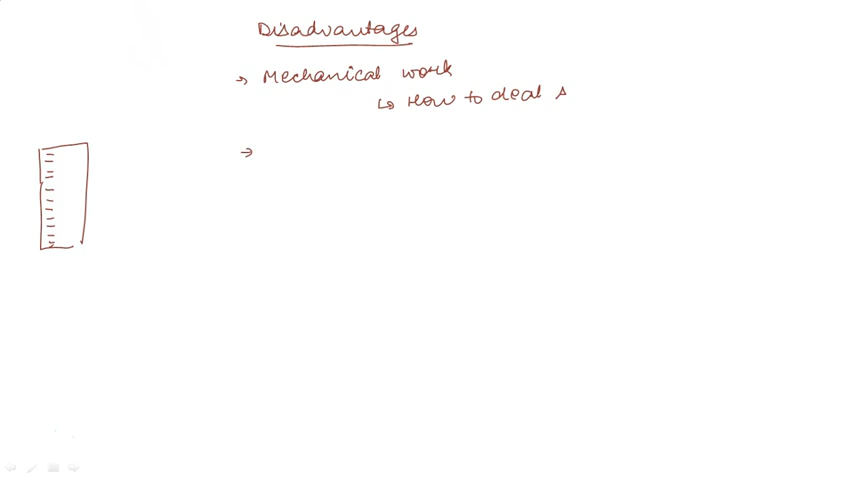 Disadvantages
→ Mechanical work
↳ How to deal
→